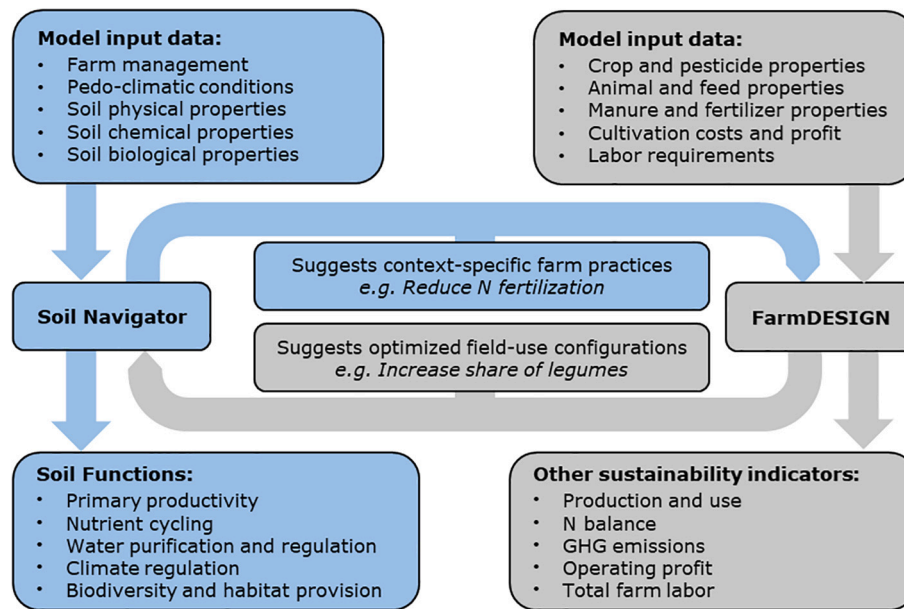 Model input data:
• Farm management
• Pedo-climatic conditions
• Soil physical properties
• Soil chemical properties
• Soil biological properties
Model input data:
• Crop and pesticide properties
• Animal and feed properties
• Manure and fertilizer properties
• Cultivation costs and profit
• Labor requirements
Suggests context-specific farm practices
e.g. Reduce N fertilization
Soil Navigator
FarmDESIGN
Suggests optimized field-use configurations
e.g. Increase share of legumes
Soil Functions:
• Primary productivity
• Nutrient cycling
• Water purification and regulation
• Climate regulation
• Biodiversity and habitat provision
Other sustainability indicators:
• Production and use
• N balance
• GHG emissions
• Operating profit
• Total farm labor